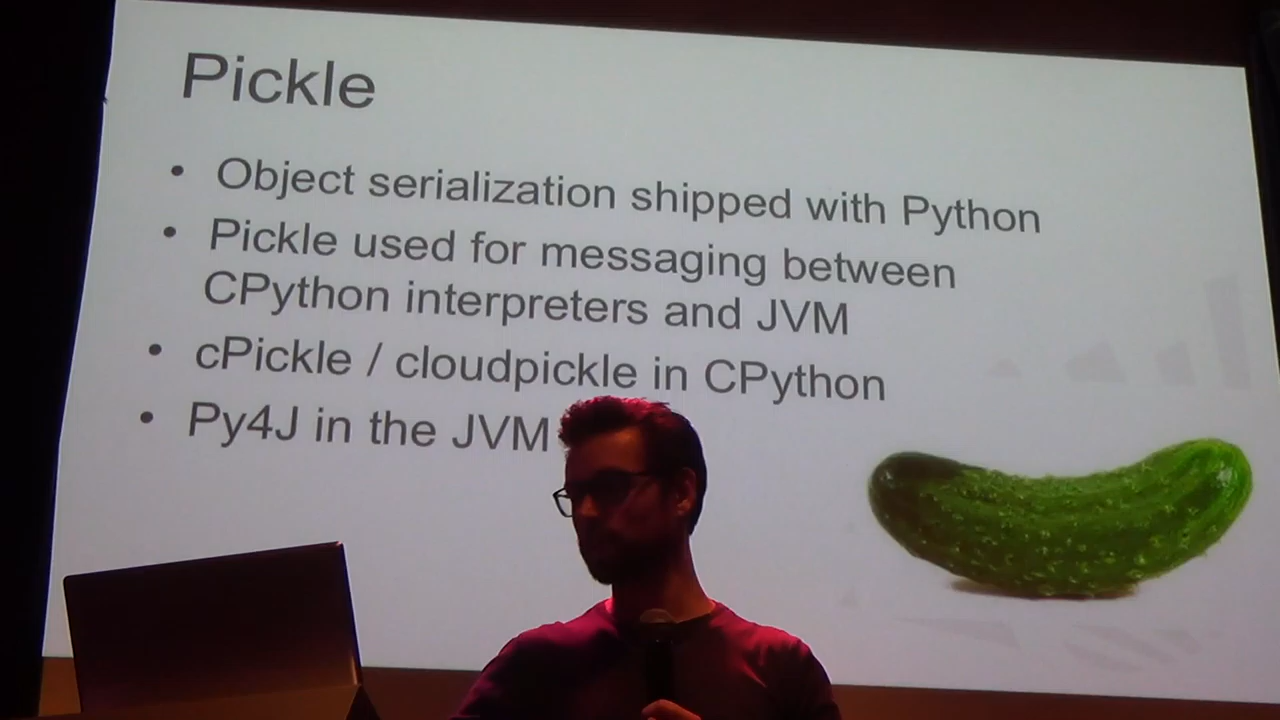 Pickle
• Object serialization shipped with Python
• Pickle used for messaging between
CPython interpreters and JVM
• cPickle / cloudpickle in CPython
• Py4J in the JVM